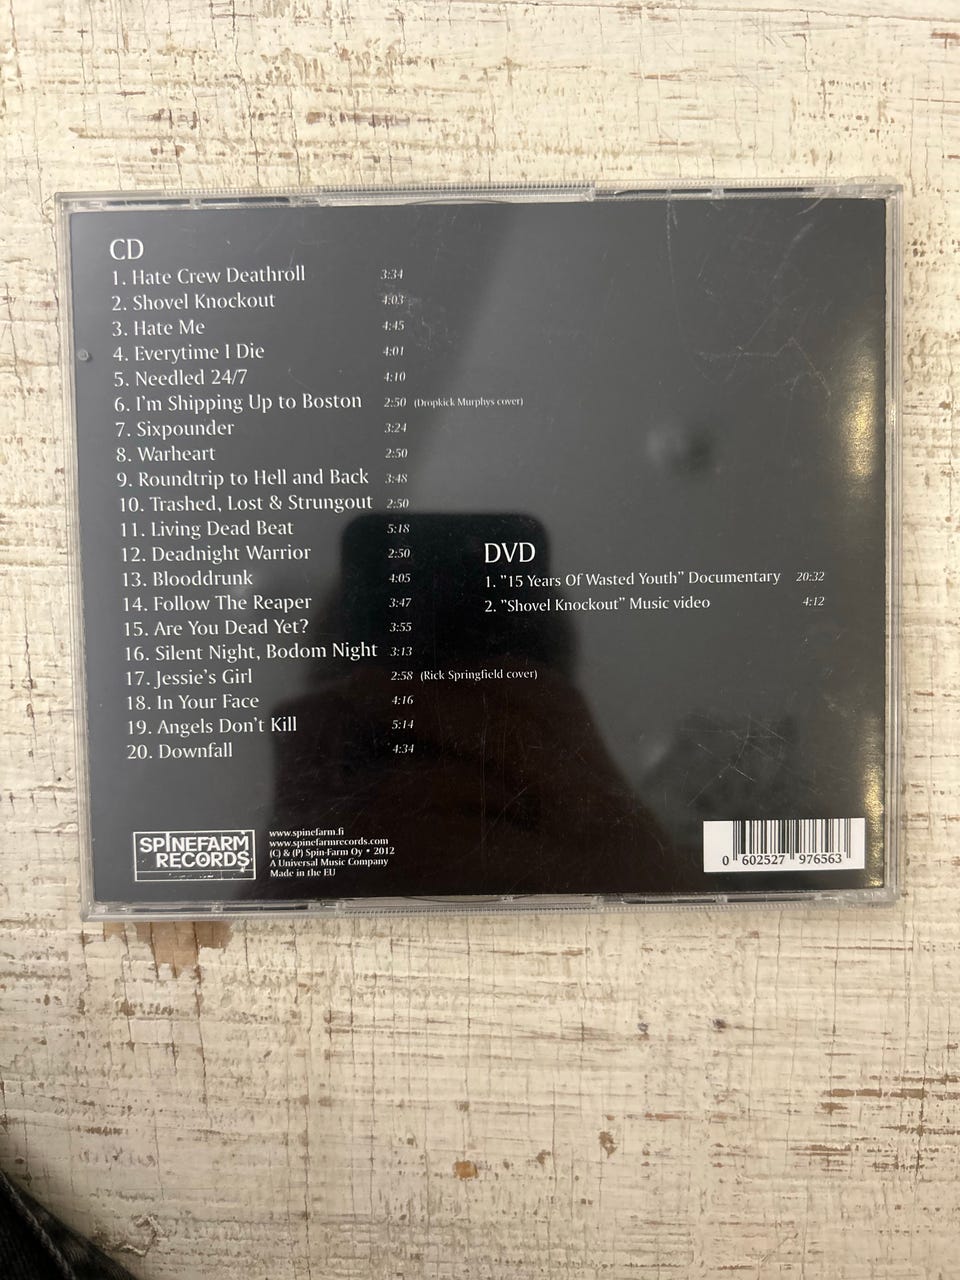 CD
1. Hate Crew Deathroll 3:34
2. Shovel Knockout 4:03
3. Hate Me 4:45
4. Everytime I Die 4:01
5. Needled 24/7 4:10
6. I'm Shipping Up to Boston 2:50 (Dropkick Murphys cover)
7. Sixpounder 3:24
8. Warheart 2:50
9. Roundtrip to Hell and Back 3:48
10. Trashed, Lost & Strungout 2:50
11. Living Dead Beat 5:18
12. Deadnight Warrior 2:50
13. Blooddrunk 4:05
14. Follow The Reaper 3:47
15. Are You Dead Yet? 3:55
16. Silent Night, Bodom Night 3:13
17. Jessie's Girl 2:58 (Rick Springfield cover)
18. In Your Face 4:16
19. Angels Don't Kill 5:14
20. Downfall 4:34
DVD
1. "15 Years Of Wasted Youth" Documentary 20:32
2. "Shovel Knockout" Music video 4:12
SPINEFARM
RECORDS
www.spinefarm.fi
www.spinefarmrecords.com
(C) & (P) Spin-Farm Oy • 2012
A Universal Music Company
Made in the EU
0 602527 976563